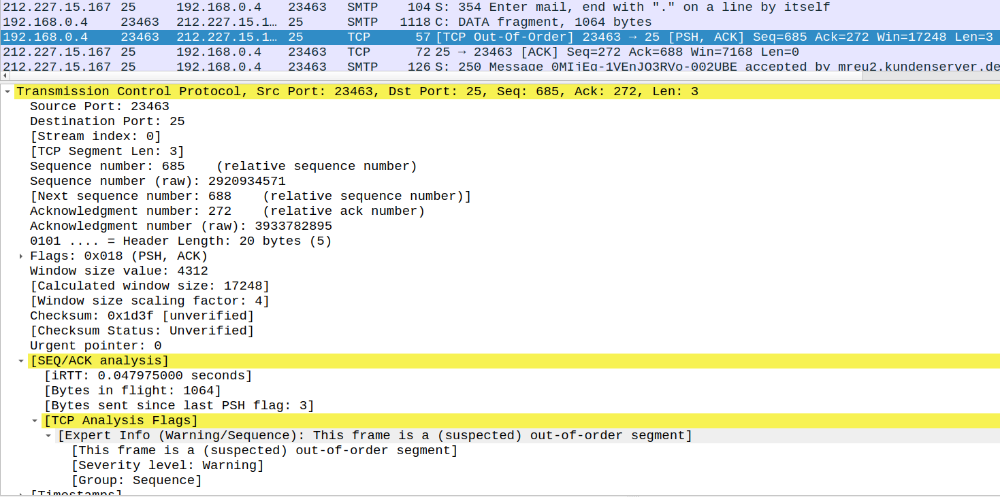 212.227.15.167 25 192.168.0.4 23463 SMTP 104 S: 354 Enter mail, end with "." on a line by itself
192.168.0.4 23463 212.227.15.1… 25 SMTP 1118 C: DATA fragment, 1064 bytes
192.168.0.4 23463 212.227.15.1… 25 TCP 57 [TCP Out-Of-Order] 23463 → 25 [PSH, ACK] Seq=685 Ack=272 Win=17248 Len=3
212.227.15.167 25 192.168.0.4 23463 TCP 72 25 → 23463 [ACK] Seq=272 Ack=688 Win=7168 Len=0
212.227.15.167 25 192.168.0.4 23463 SMTP 126 S: 250 Message 0MIjEq-1VEnJO3RVo-002UBE accepted by mreu2.kundenserver.de
Transmission Control Protocol, Src Port: 23463, Dst Port: 25, Seq: 685, Ack: 272, Len: 3
Source Port: 23463
Destination Port: 25
[Stream index: 0]
[TCP Segment Len: 3]
Sequence number: 685    (relative sequence number)
Sequence number (raw): 2920934571
[Next sequence number: 688    (relative sequence number)]
Acknowledgment number: 272    (relative ack number)
Acknowledgment number (raw): 3933782895
0101 .... = Header Length: 20 bytes (5)
Flags: 0x018 (PSH, ACK)
Window size value: 4312
[Calculated window size: 17248]
[Window size scaling factor: 4]
Checksum: 0x1d3f [unverified]
[Checksum Status: Unverified]
Urgent pointer: 0
[SEQ/ACK analysis]
[iRTT: 0.047975000 seconds]
[Bytes in flight: 1064]
[Bytes sent since last PSH flag: 3]
[TCP Analysis Flags]
[Expert Info (Warning/Sequence): This frame is a (suspected) out-of-order segment]
[This frame is a (suspected) out-of-order segment]
[Severity level: Warning]
[Group: Sequence]
[Timestamps]